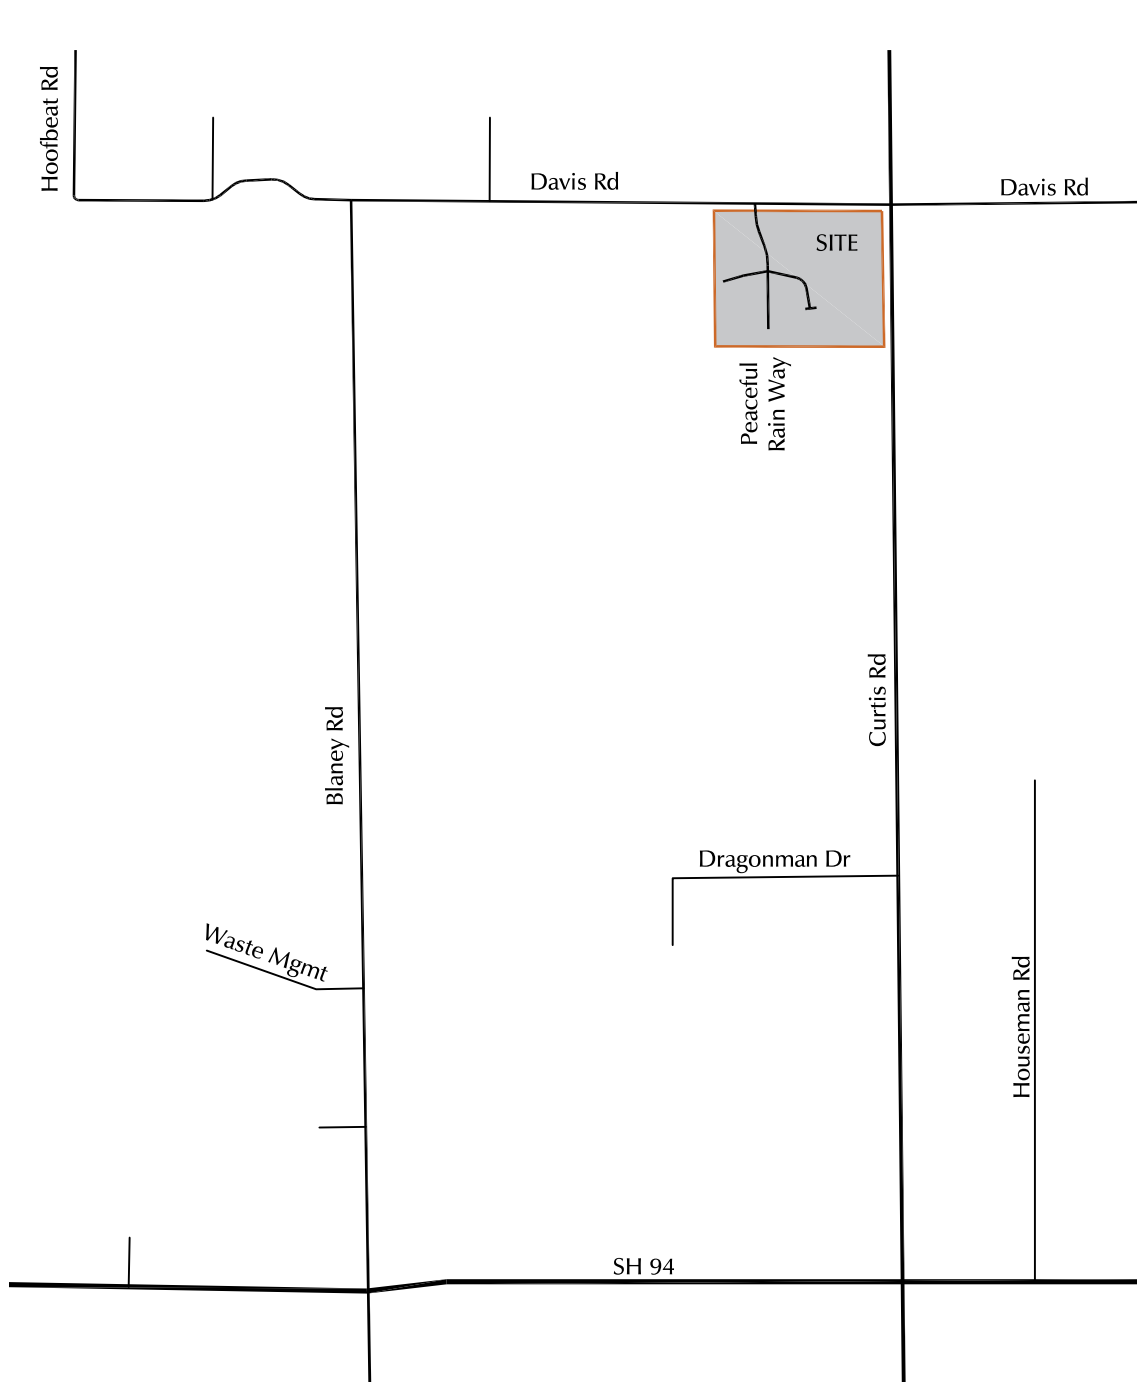 Hoofbeat Rd
Davis Rd
Davis Rd
SITE
Peaceful
Rain Way
Curtis Rd
Blaney Rd
Dragonman Dr
Waste Mgmt
Houseman Rd
SH 94